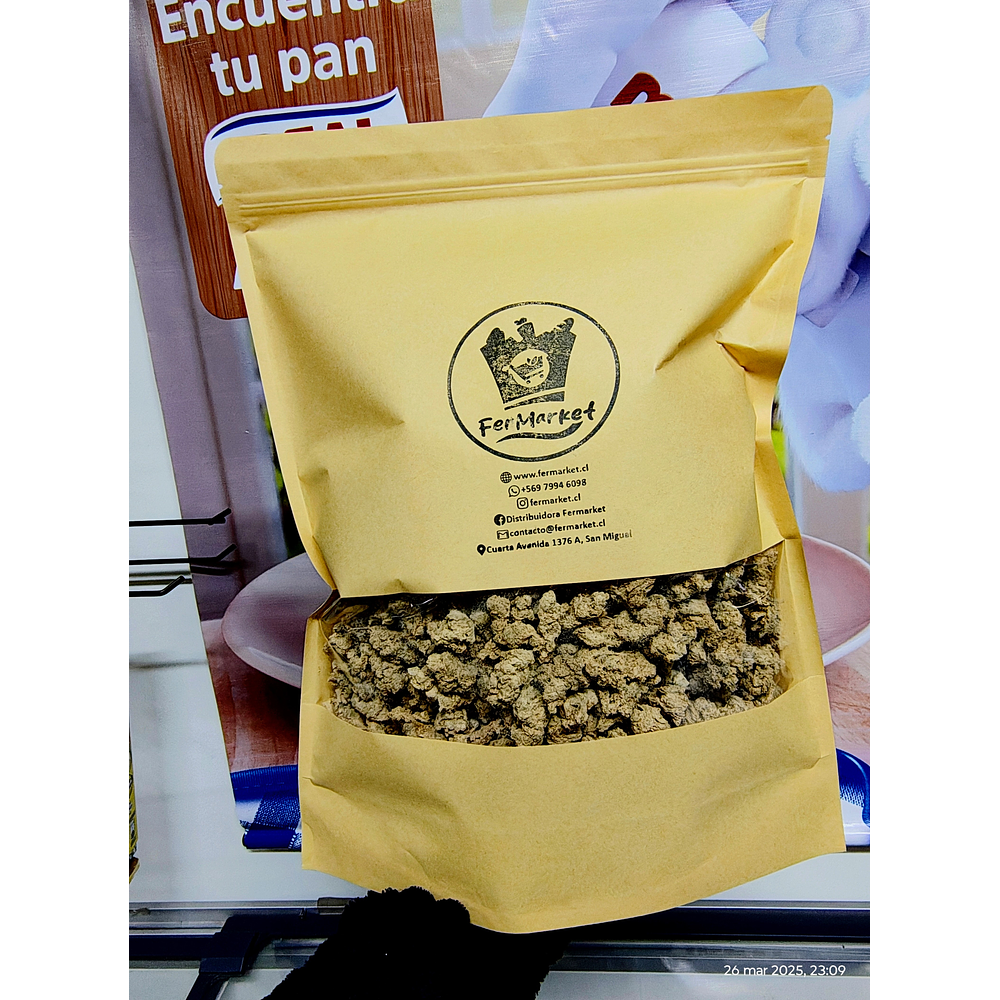 Encuentra
tu pan
FerMarket
www.fermarket.cl
+569 7994 6098
fermarket.cl
Distribuidora Fermarket
contacto@fermarket.cl
Cuarta Avenida 1376 A, San Miguel
26 mar 2025, 23:09